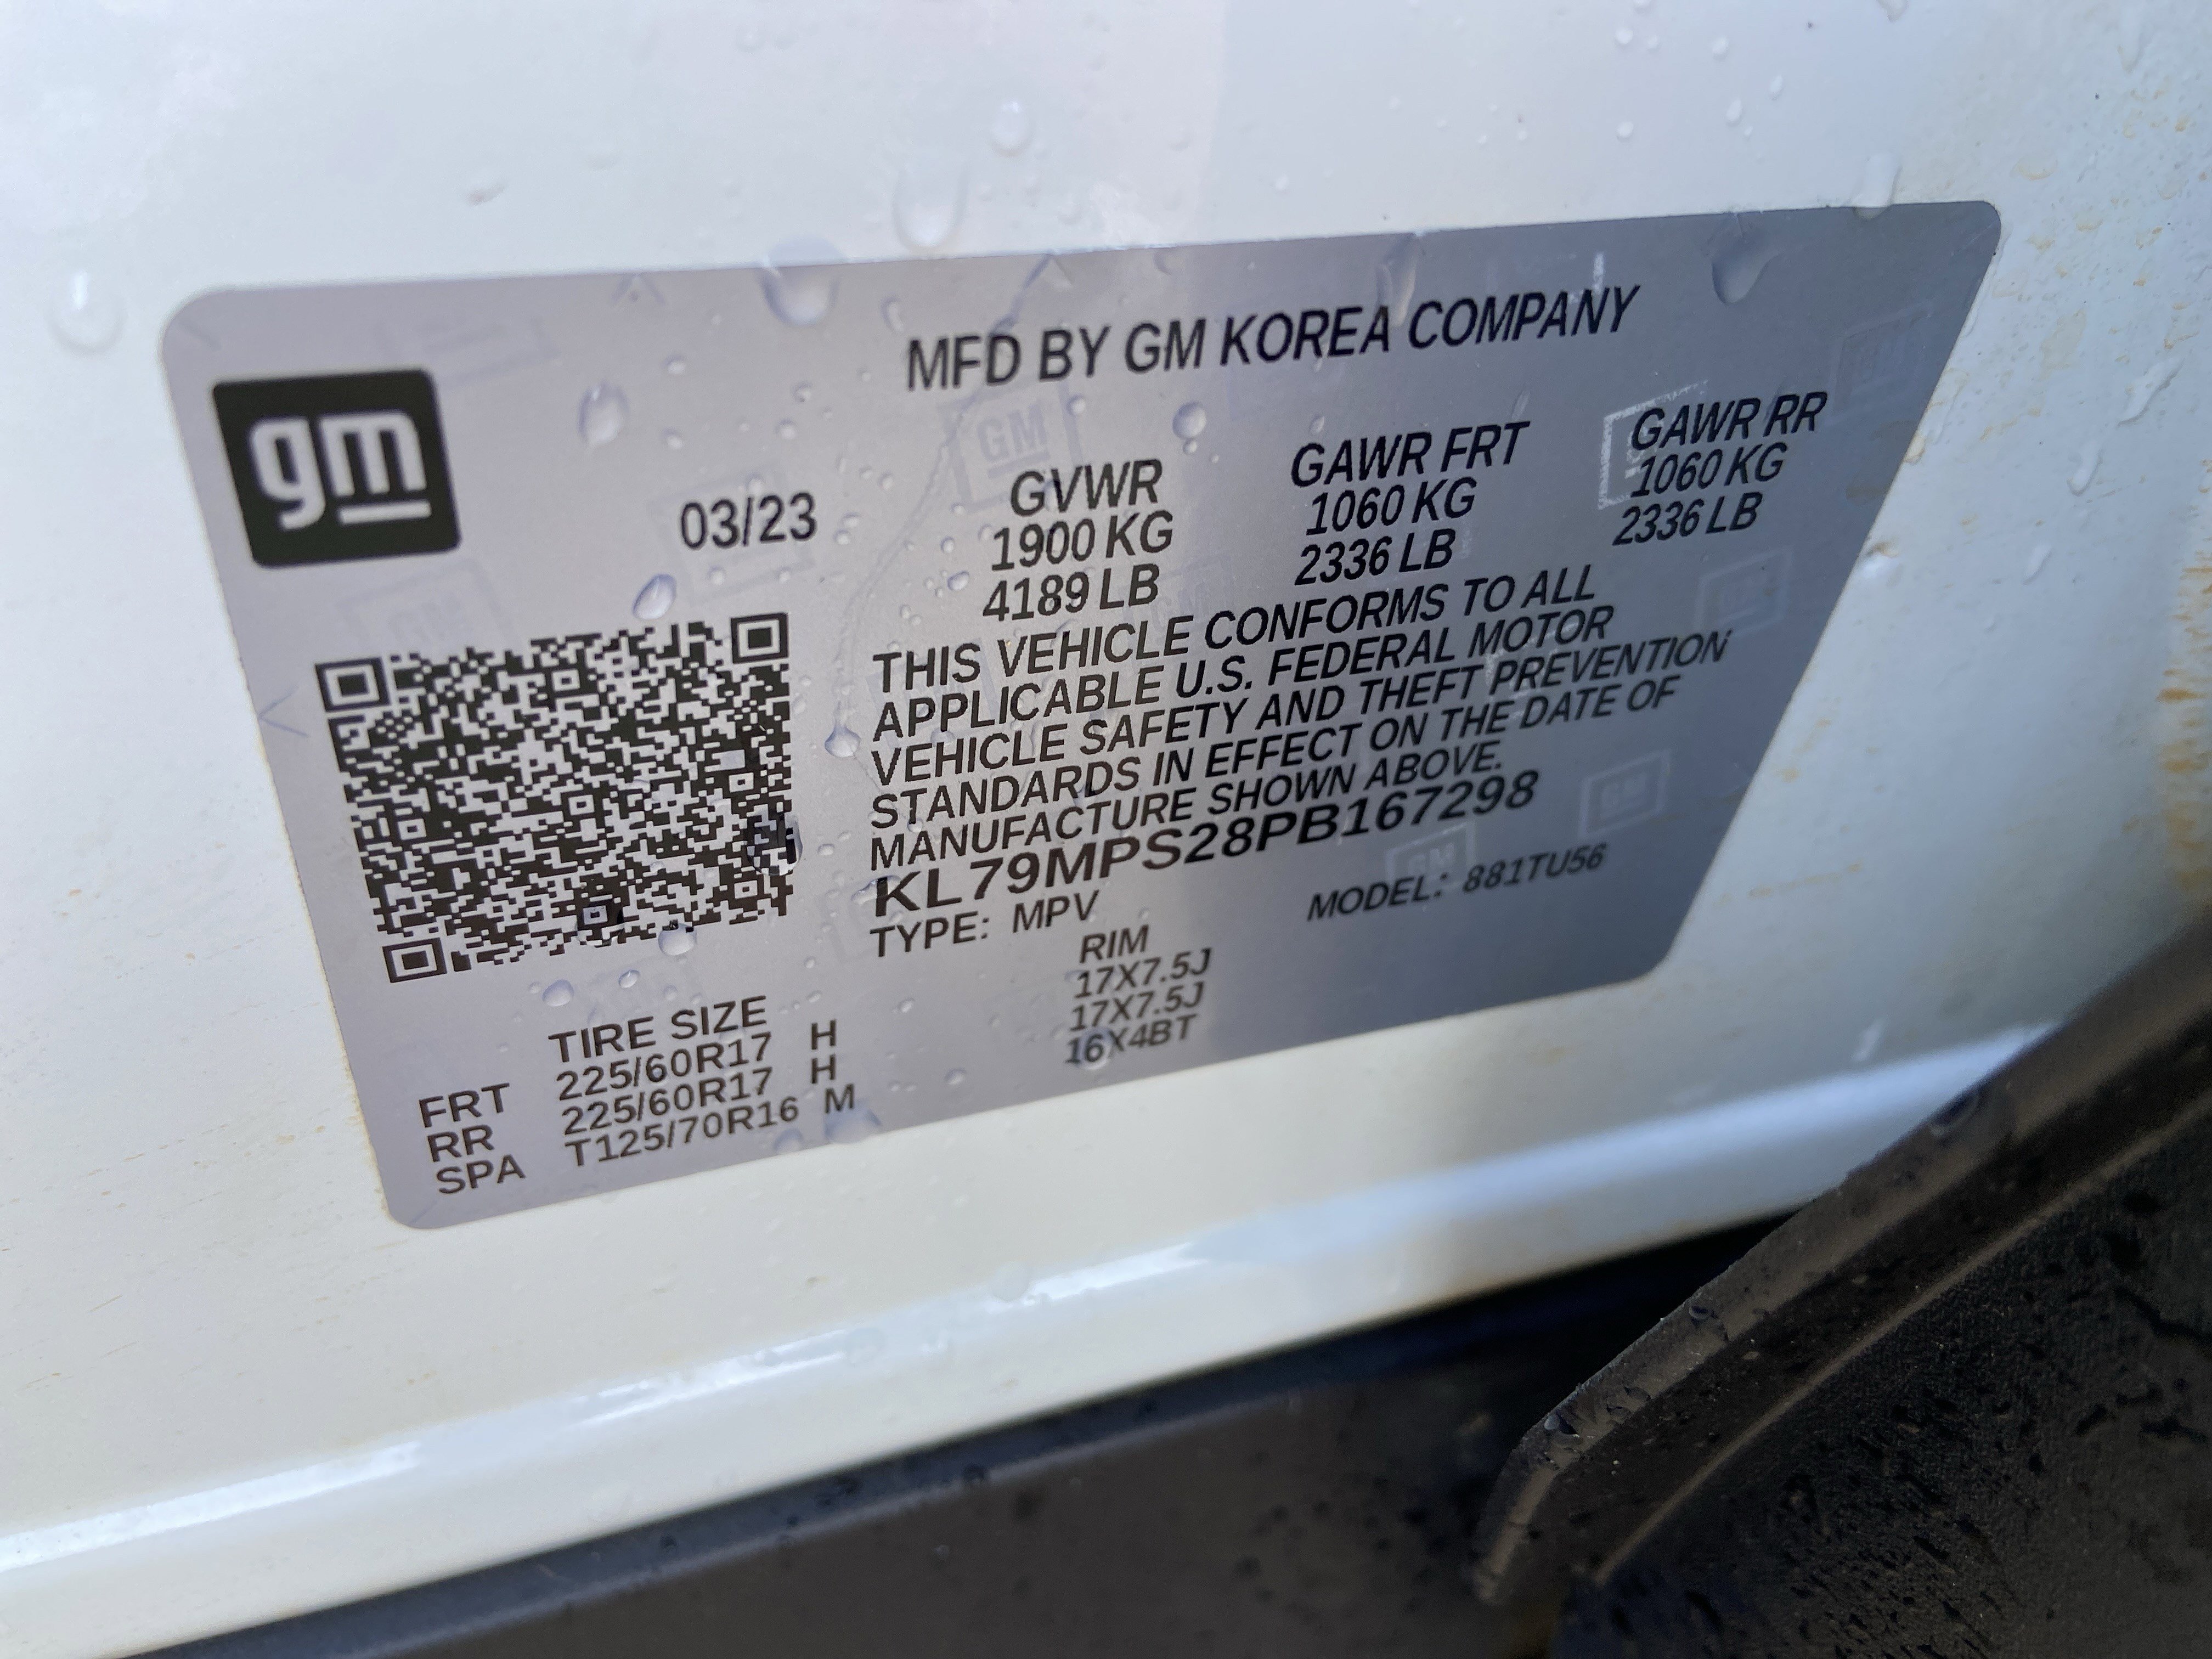 MFD BY GM KOREA COMPANY
gm
03/23
GVWR GAWR FRT GAWR RR
1900 KG 1060 KG 1060 KG
4189 LB 2336 LB 2336 LB
THIS VEHICLE CONFORMS TO ALL
APPLICABLE U.S. FEDERAL MOTOR
VEHICLE SAFETY AND THEFT PREVENTION
STANDARDS IN EFFECT ON THE DATE OF
MANUFACTURE SHOWN ABOVE.
KL79MPS28PB167298
TYPE: MPV MODEL: 881TU56
TIRE SIZE RIM
FRT 225/60R17 H 17X7.5J
RR 225/60R17 H 17X7.5J
SPA T125/70R16 M 16X4BT